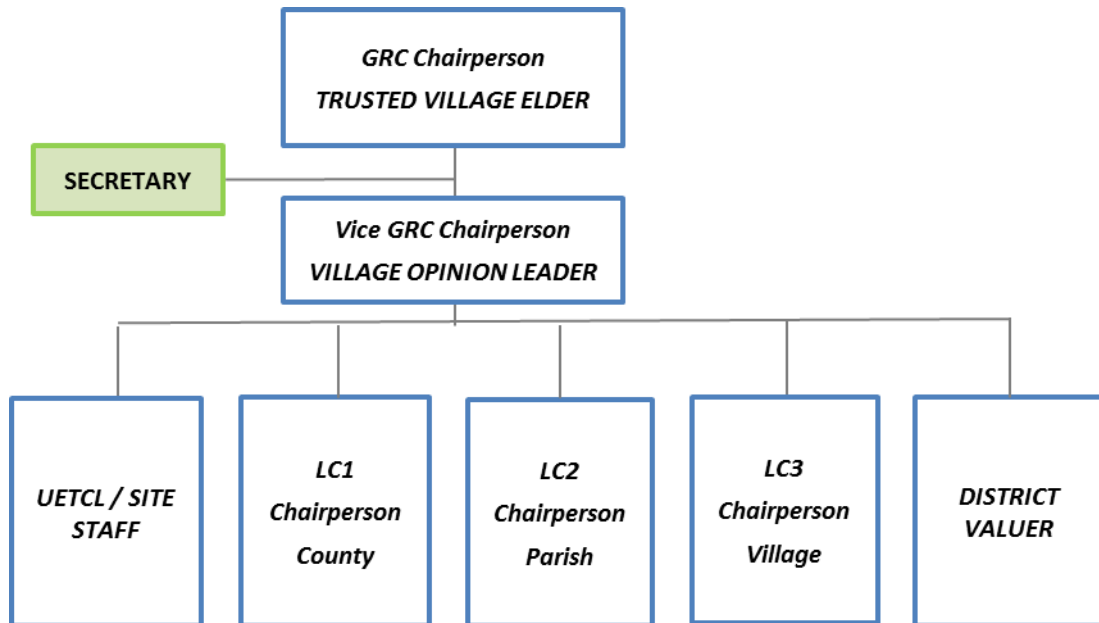 GRC Chairperson
TRUSTED VILLAGE ELDER
SECRETARY
Vice GRC Chairperson
VILLAGE OPINION LEADER
UETCL / SITE
STAFF
LC1
Chairperson
County
LC2
Chairperson
Parish
LC3
Chairperson
Village
DISTRICT
VALUER